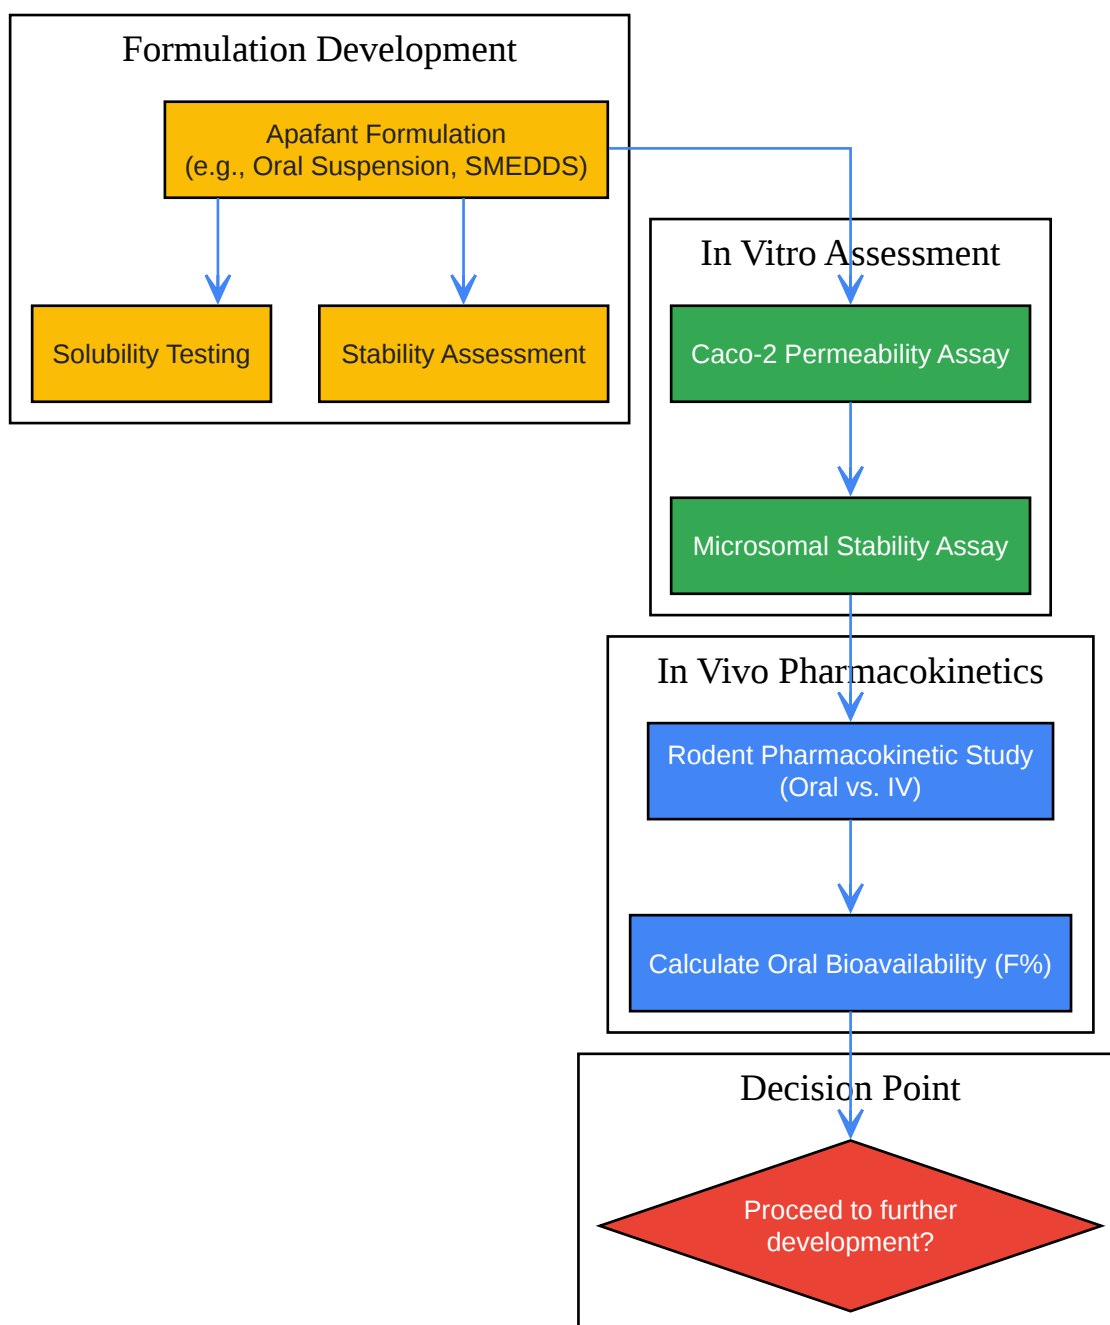 Formulation Development
Apafant Formulation
(e.g., Oral Suspension, SMEDDS)
Solubility Testing
Stability Assessment
In Vitro Assessment
Caco-2 Permeability Assay
Microsomal Stability Assay
In Vivo Pharmacokinetics
Rodent Pharmacokinetic Study
(Oral vs. IV)
Calculate Oral Bioavailability (F%)
Decision Point
Proceed to further
development?